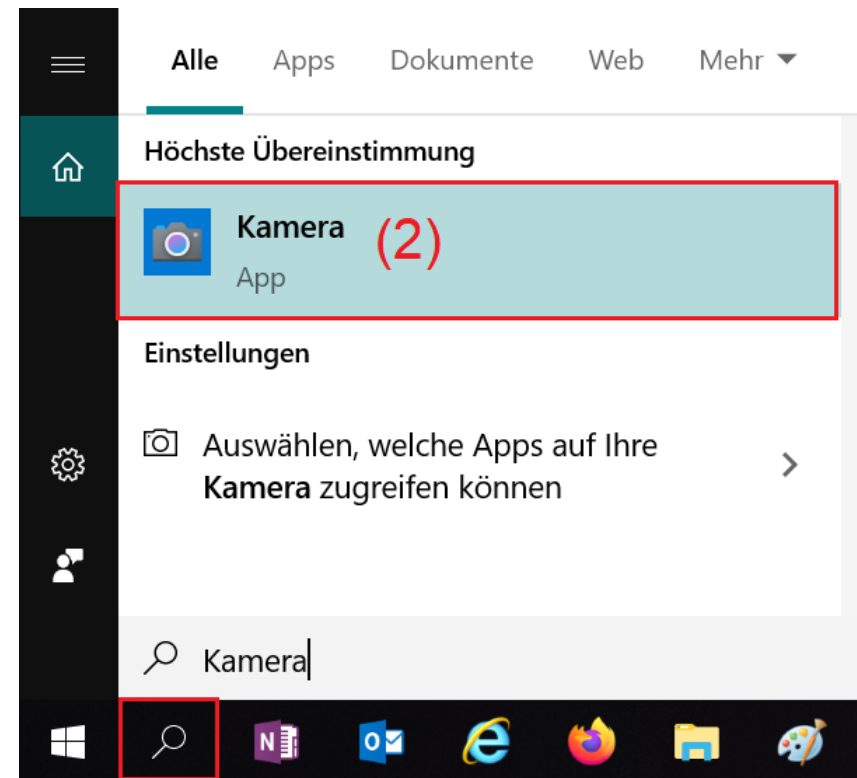 Alle Apps Dokumente Web Mehr
Höchste Übereinstimmung
Kamera (2)
App
Einstellungen
Auswählen, welche Apps auf Ihre
Kamera zugreifen können
Kamera